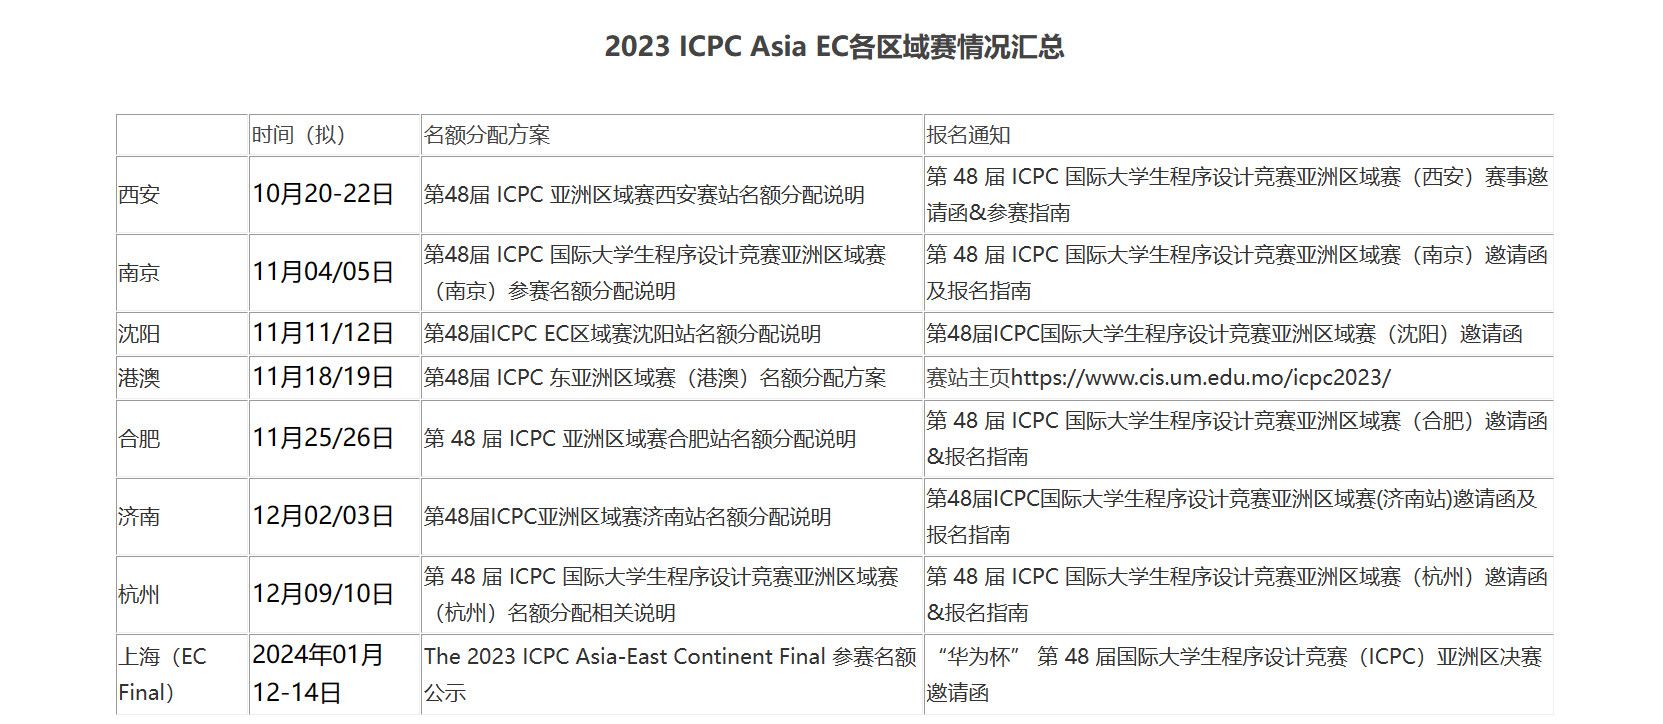 2023 ICPC Asia EC各区域赛情况汇总
时间（拟）
名额分配方案
报名通知
西安
10月20-22日
第48届 ICPC 亚洲区域赛西安赛站名额分配说明
第 48 届 ICPC 国际大学生程序设计竞赛亚洲区域赛（西安）赛事邀
请函&参赛指南
南京
11月04/05日
第48届 ICPC 国际大学生程序设计竞赛亚洲区域赛
（南京）参赛名额分配说明
第 48 届 ICPC 国际大学生程序设计竞赛亚洲区域赛（南京）邀请函
及报名指南
沈阳
11月11/12日
第48届ICPC EC区域赛沈阳站名额分配说明
第48届ICPC国际大学生程序设计竞赛亚洲区域赛（沈阳）邀请函
港澳
11月18/19日
第48届 ICPC 东亚洲区域赛（港澳）名额分配方案
赛站主页https://www.cis.um.edu.mo/icpc2023/
合肥
11月25/26日
第 48 届 ICPC 亚洲区域赛合肥站名额分配说明
第 48 届 ICPC 国际大学生程序设计竞赛亚洲区域赛（合肥）邀请函
&报名指南
济南
12月02/03日
第48届ICPC亚洲区域赛济南站名额分配说明
第48届ICPC国际大学生程序设计竞赛亚洲区域赛(济南站)邀请函及
报名指南
杭州
12月09/10日
第 48 届 ICPC 国际大学生程序设计竞赛亚洲区域赛
（杭州）名额分配相关说明
第 48 届 ICPC 国际大学生程序设计竞赛亚洲区域赛（杭州）邀请函
&报名指南
上海（EC
Final）
2024年01月
12-14日
The 2023 ICPC Asia-East Continent Final 参赛名额
公示
“华为杯” 第 48 届国际大学生程序设计竞赛（ICPC）亚洲区决赛
邀请函